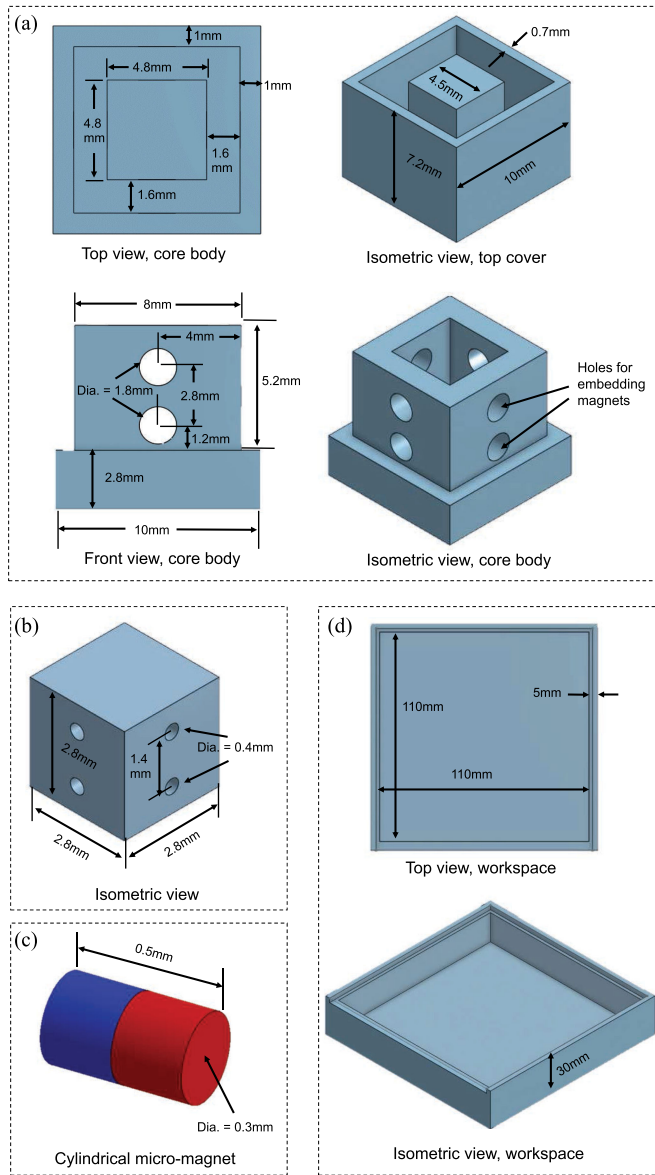 (a)
1mm
4.8mm
1mm
4.8
mm
1.6
mm
1.6mm
Top view, core body
0.7mm
4.5mm
7.2mm
10mm
Isometric view, top cover
8mm
4mm
Dia. = 1.8mm
2.8mm
5.2mm
1.2mm
2.8mm
10mm
Front view, core body
Holes for
embedding
magnets
Isometric view, core body
(b)
2.8mm
1.4
mm
Dia. = 0.4mm
2.8mm
2.8mm
Isometric view
(c)
0.5mm
Dia. = 0.3mm
Cylindrical micro-magnet
(d)
110mm
5mm
110mm
Top view, workspace
30mm
Isometric view, workspace